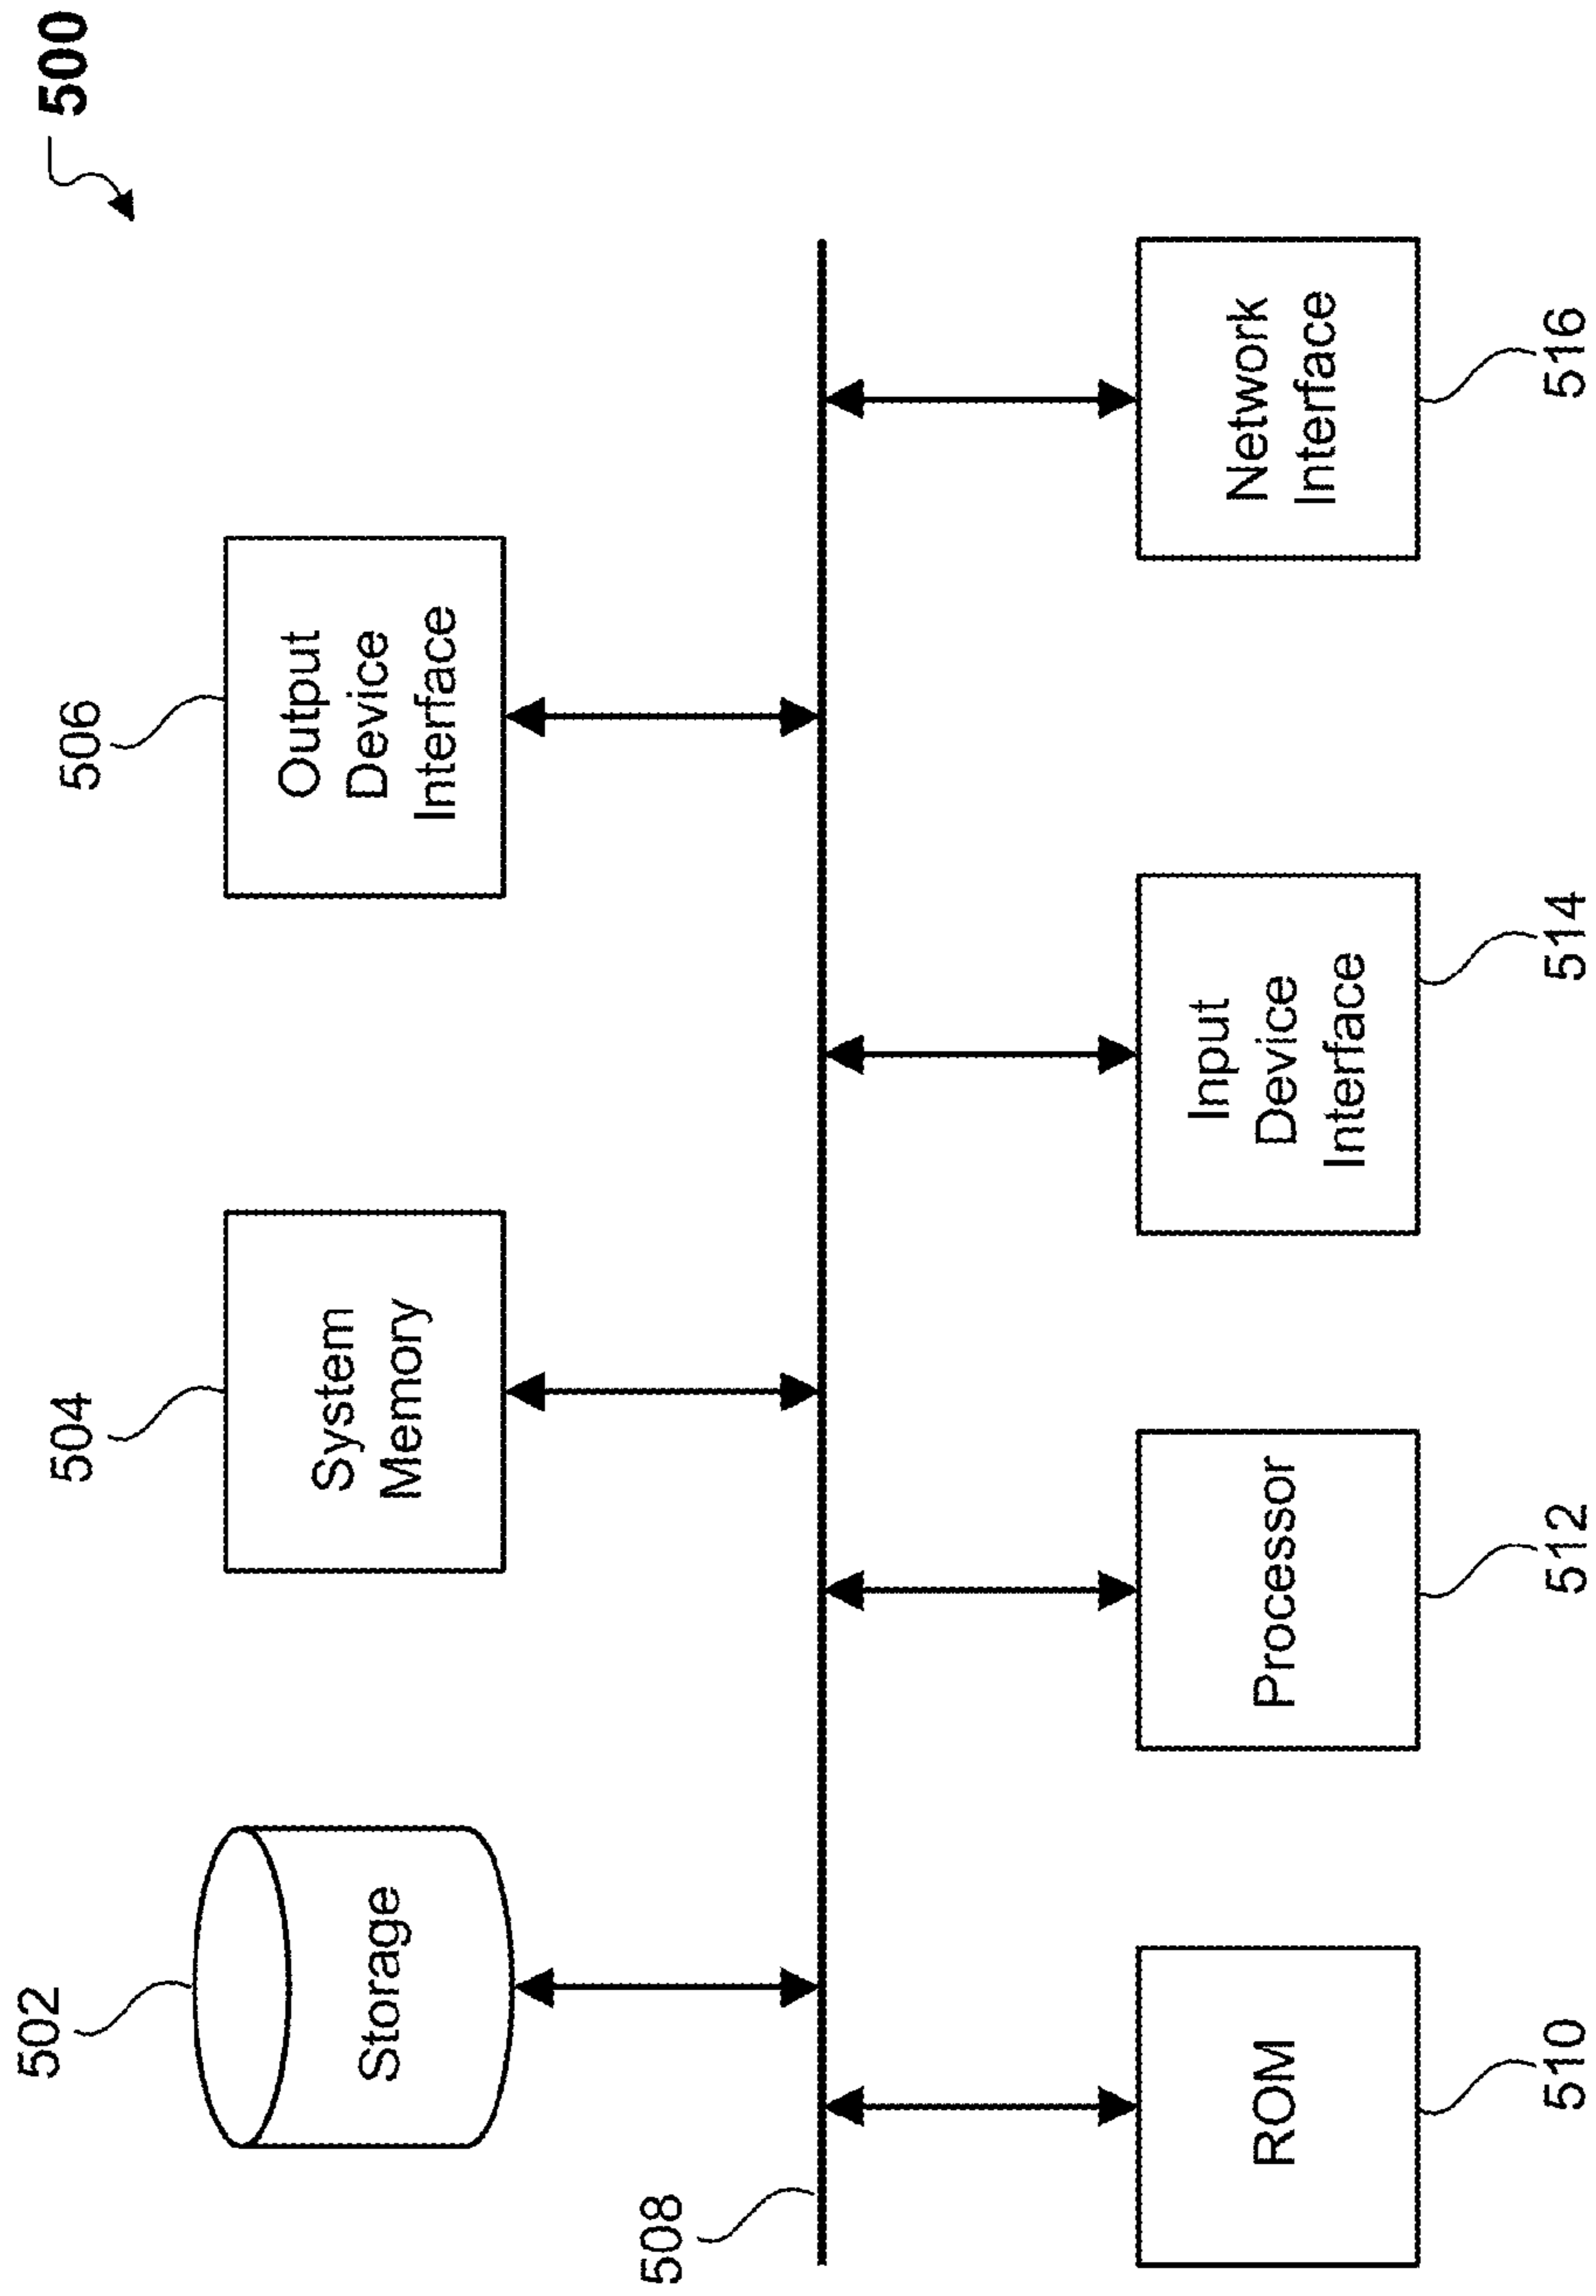 500
502
504
506
Storage
System
Memory
Output
Device
Interface
508
ROM
Processor
Input
Device
Interface
Network
Interface
510
512
514
516